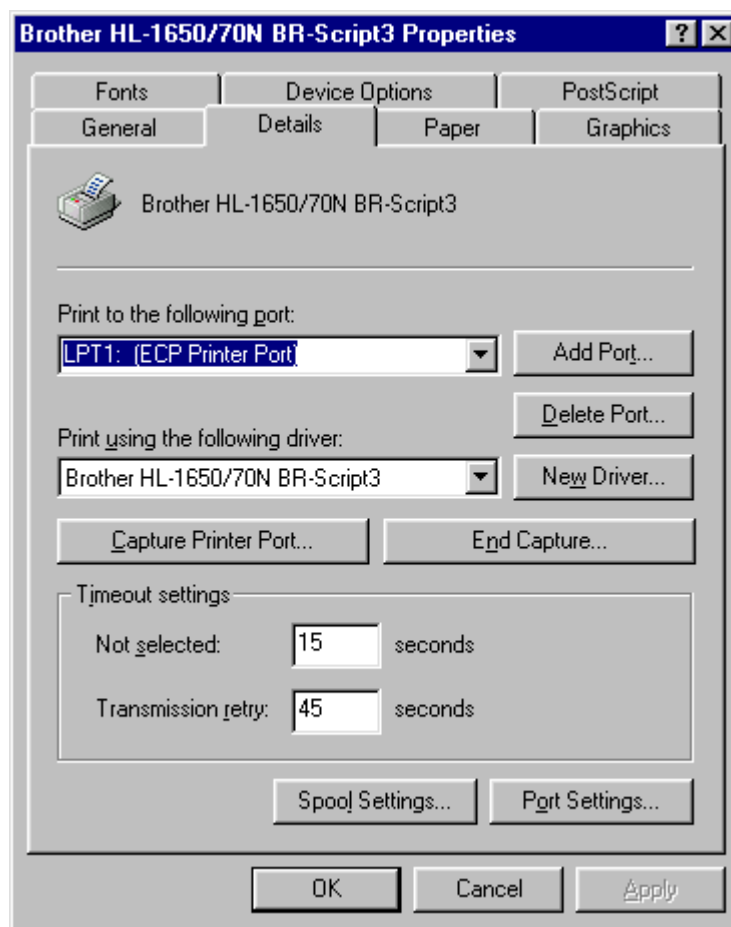 Brother HL-1650/70N BR-Script3 Properties
Fonts Device Options PostScript
General Details Paper Graphics
Brother HL-1650/70N BR-Script3
Print to the following port:
LPT1: (ECP Printer Port) Add Port...
Delete Port...
Print using the following driver:
Brother HL-1650/70N BR-Script3 New Driver...
Capture Printer Port... End Capture...
Timeout settings
Not selected: 15 seconds
Transmission retry: 45 seconds
Spool Settings... Port Settings...
OK Cancel Apply